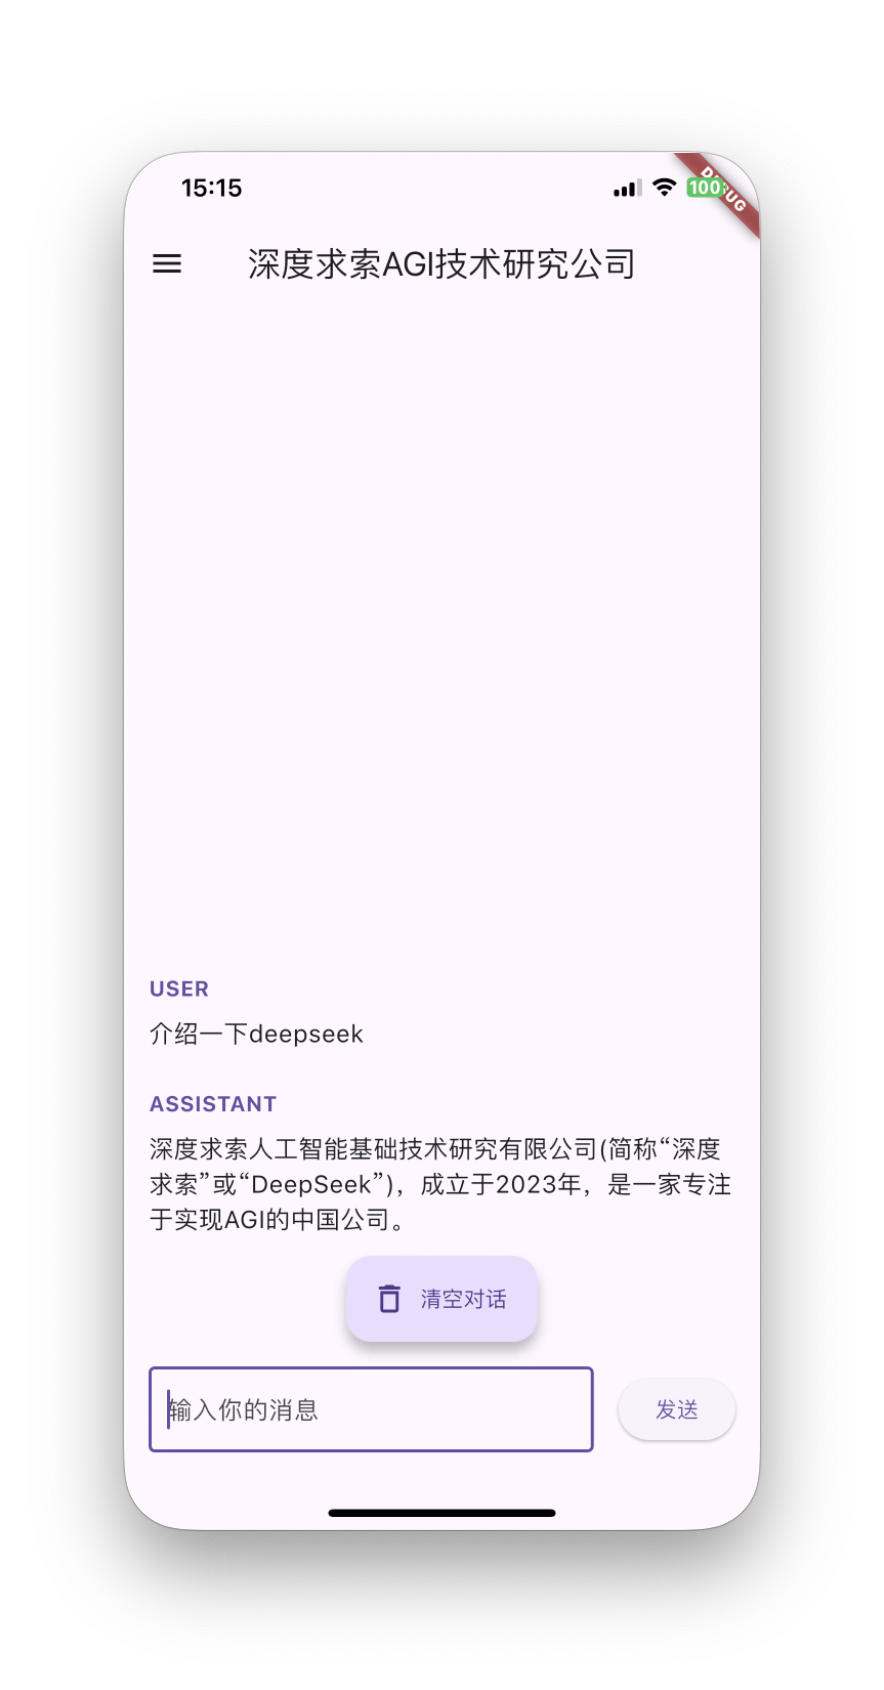 15:15
100
DEBUG
深度求索AGI技术研究公司
USER
介绍一下deepseek
ASSISTANT
深度求索人工智能基础技术研究有限公司(简称“深度
求索”或“DeepSeek”)，成立于2023年，是一家专注
于实现AGI的中国公司。
清空对话
输入你的消息
发送